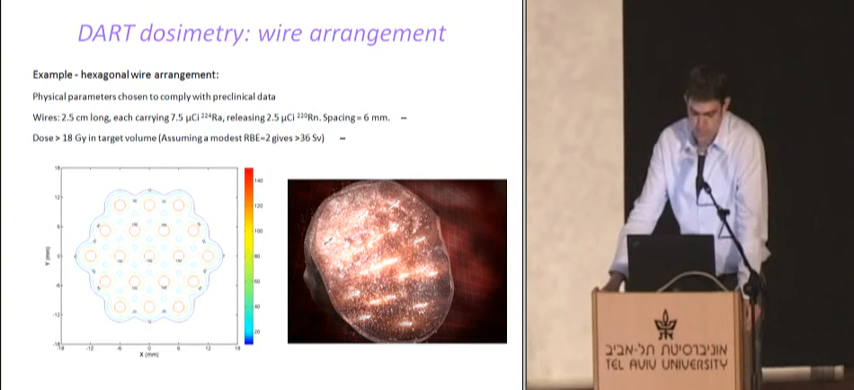 DART dosimetry: wire arrangement
Example - hexagonal wire arrangement:
Physical parameters chosen to comply with preclinical data
Wires: 2.5 cm long, each carrying 7.5 µCi ²²⁴Ra, releasing 2.5 µCi ²²⁰Rn. Spacing = 6 mm. –
Dose > 18 Gy in target volume (Assuming a modest RBE=2 gives >36 Sv) –
140
120
100
80
60
40
20
X [mm]
Y [mm]
אוניברסיטת תל-אביב
TEL AVIV UNIVERSITY